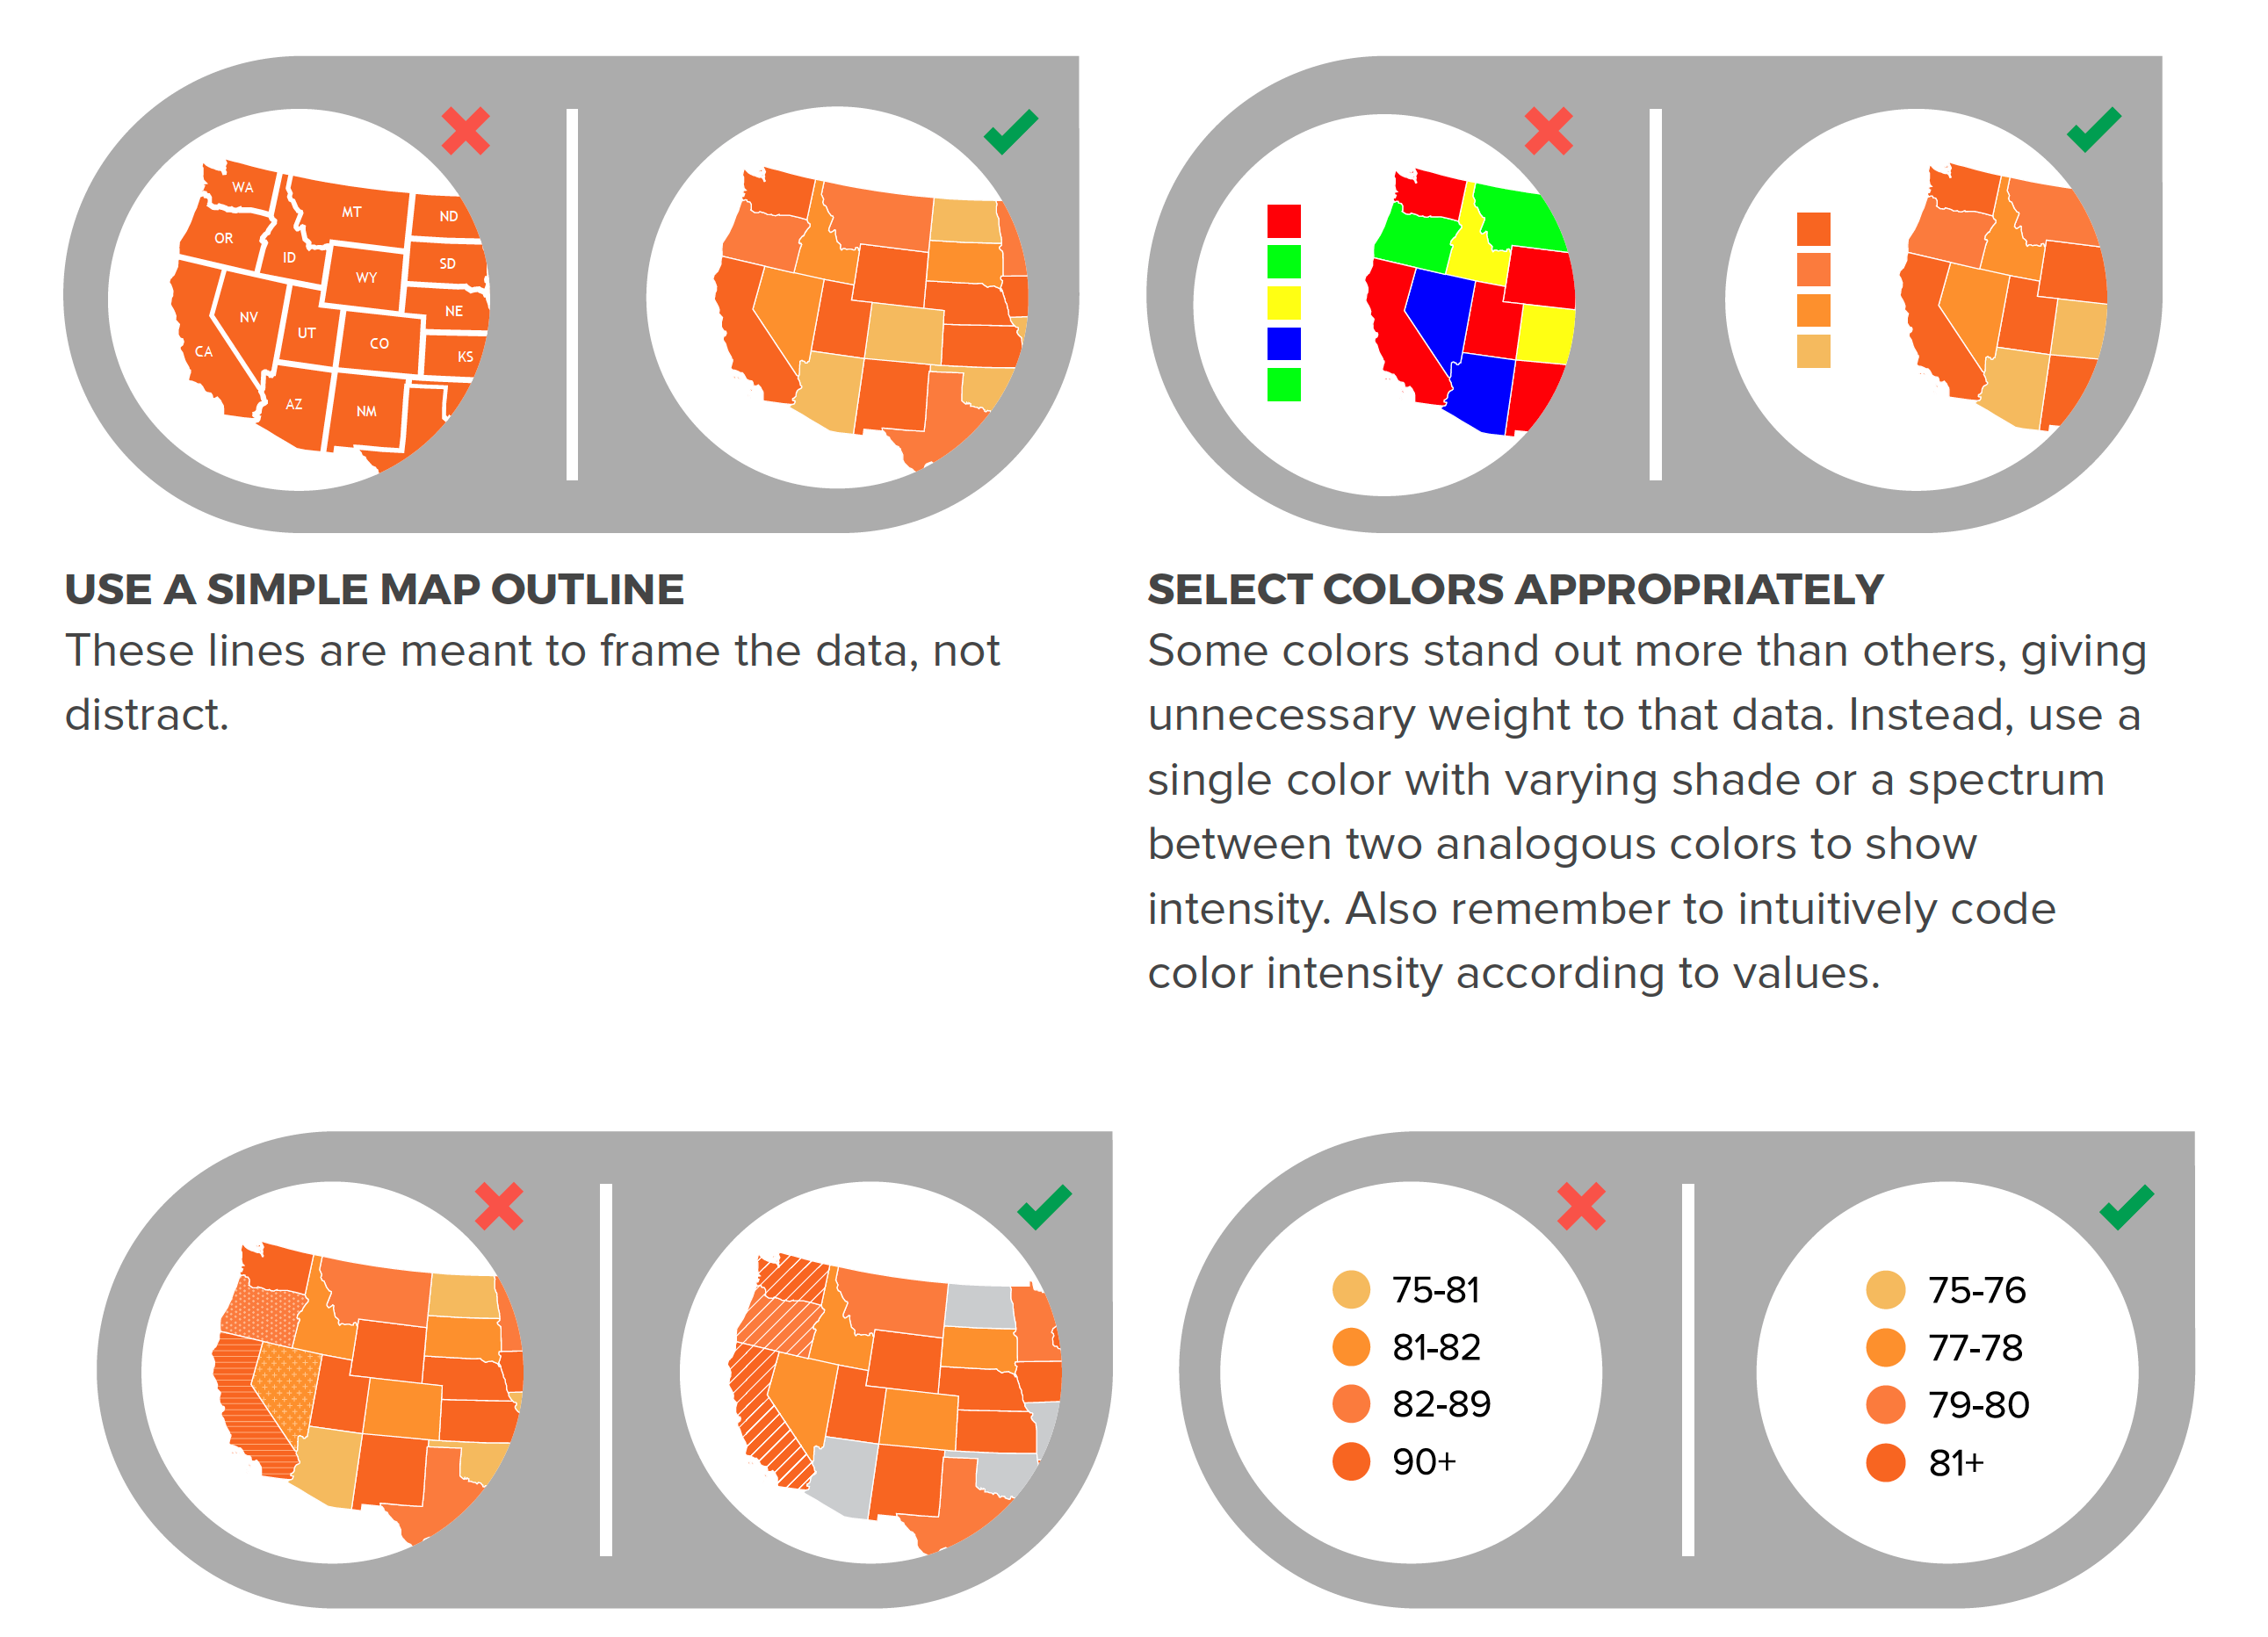 WA
MT
ND
OR
ID
SD
WY
NE
NV
UT
CO
KS
CA
AZ
NM
USE A SIMPLE MAP OUTLINE
These lines are meant to frame the data, not
distract.
SELECT COLORS APPROPRIATELY
Some colors stand out more than others, giving
unnecessary weight to that data. Instead, use a
single color with varying shade or a spectrum
between two analogous colors to show
intensity. Also remember to intuitively code
color intensity according to values.
75-81
81-82
82-89
90+
75-76
77-78
79-80
81+